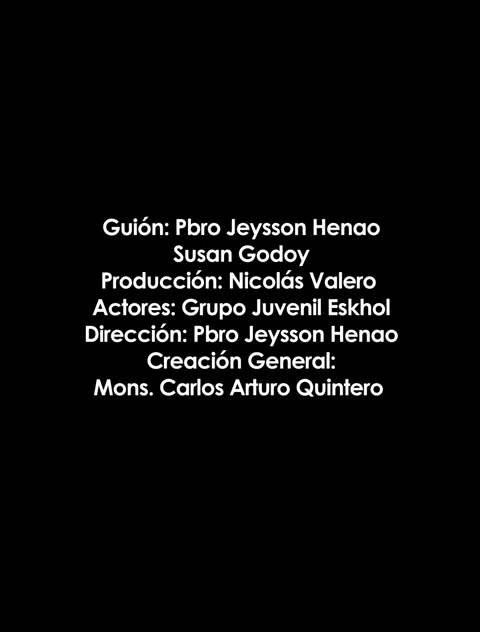 Guión: Pbro Jeysson Henao
Susan Godoy
Producción: Nicolás Valero
Actores: Grupo Juvenil Eskhol
Dirección: Pbro Jeysson Henao
Creación General:
Mons. Carlos Arturo Quintero